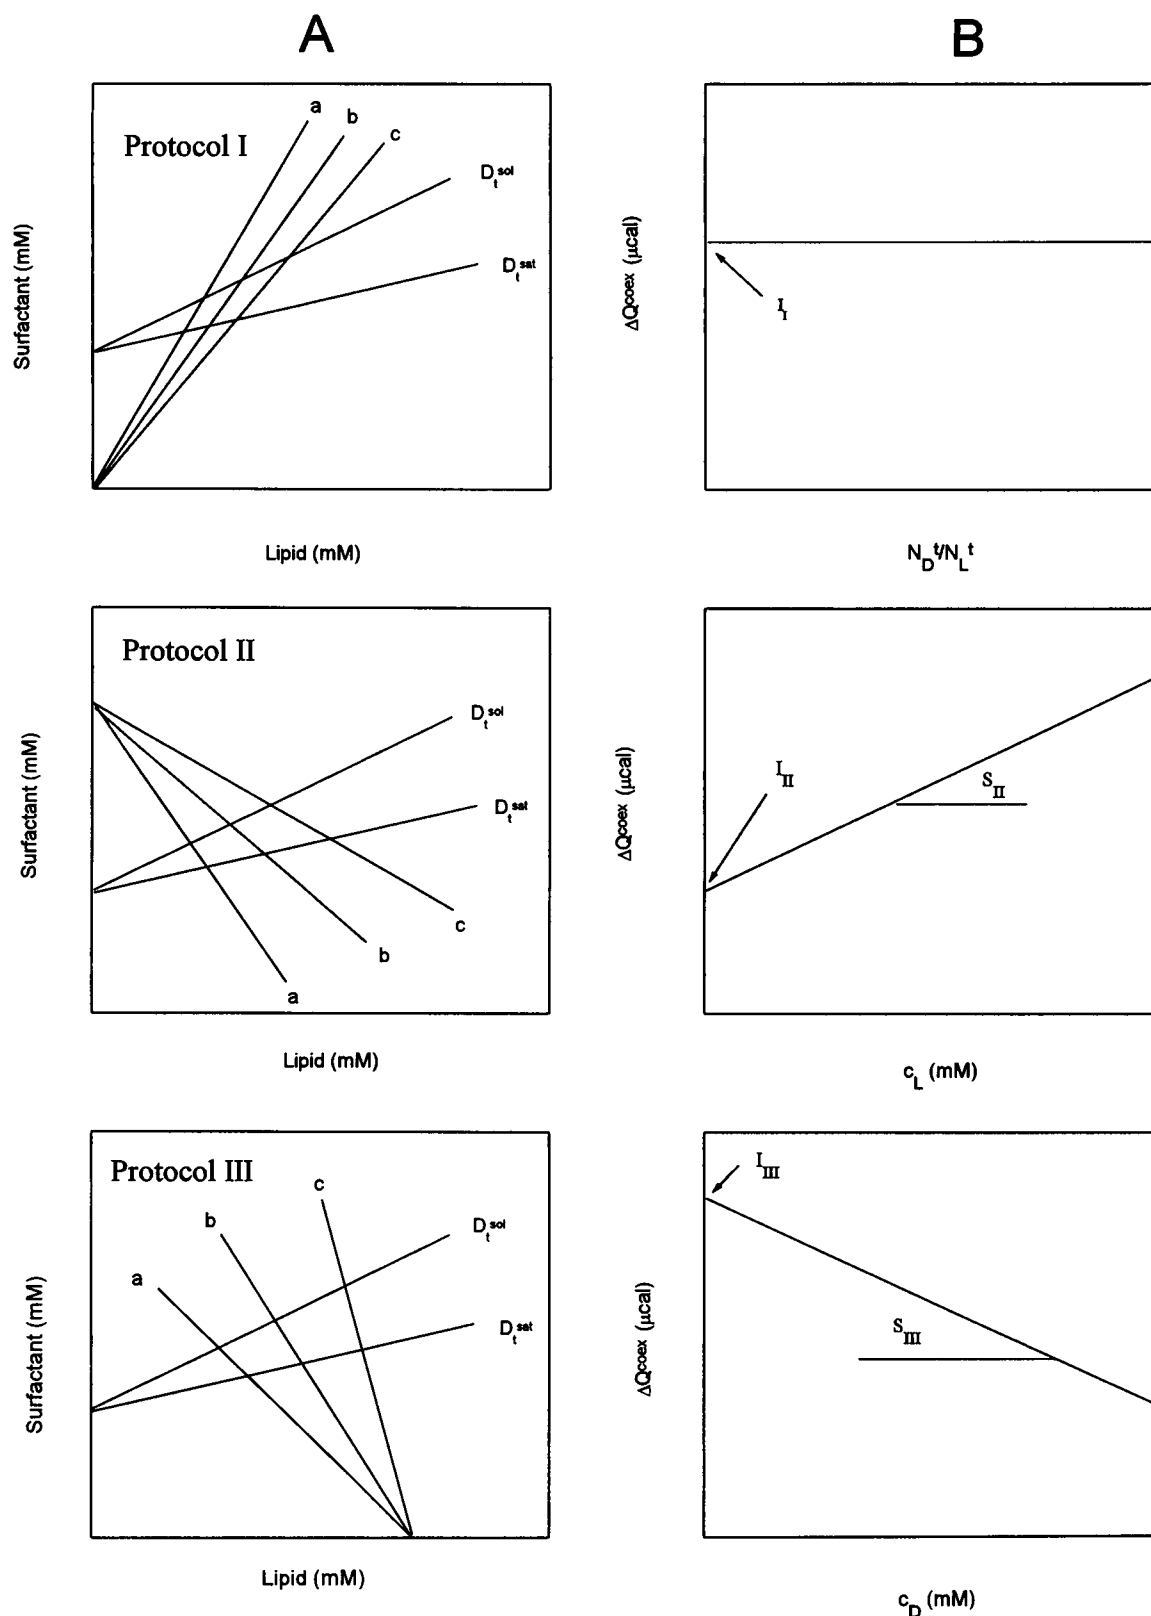 A
B
Protocol I
a
b
c
D_t^sol
D_t^sat
Surfactant (mM)
Lipid (mM)
ΔQ^coex (μcal)
I_I
N_D^t/N_L^t
Protocol II
D_t^sol
D_t^sat
c
b
a
Surfactant (mM)
Lipid (mM)
ΔQ^coex (μcal)
I_II
S_II
c_L (mM)
Protocol III
c
b
a
D_t^sol
D_t^sat
Surfactant (mM)
Lipid (mM)
ΔQ^coex (μcal)
I_III
S_III
c_D (mM)